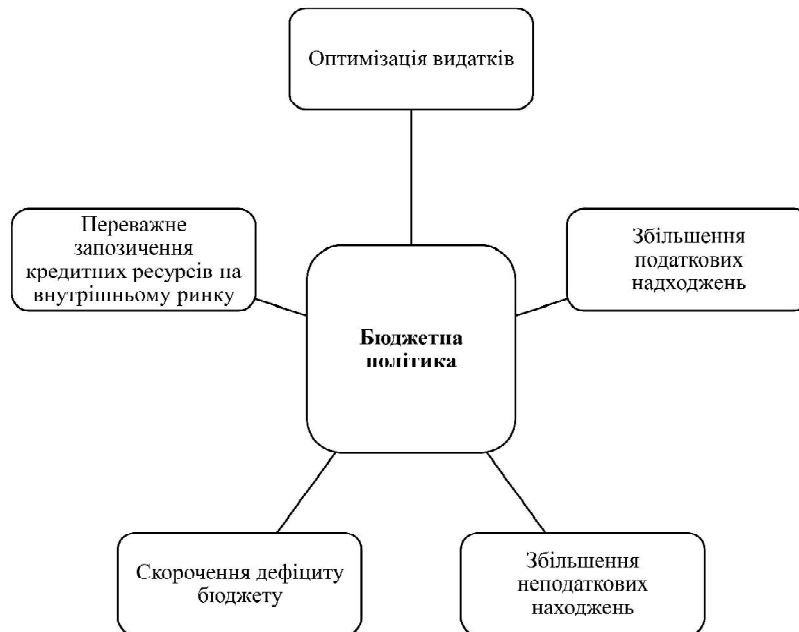 Оптимізація видатків
Переважне
запозичення
кредитних ресурсів на
внутрішньому ринку
Збільшення
податкових
надходжень
Бюджетна
політика
Скорочення дефіциту
бюджету
Збільшення
неподаткових
находжень